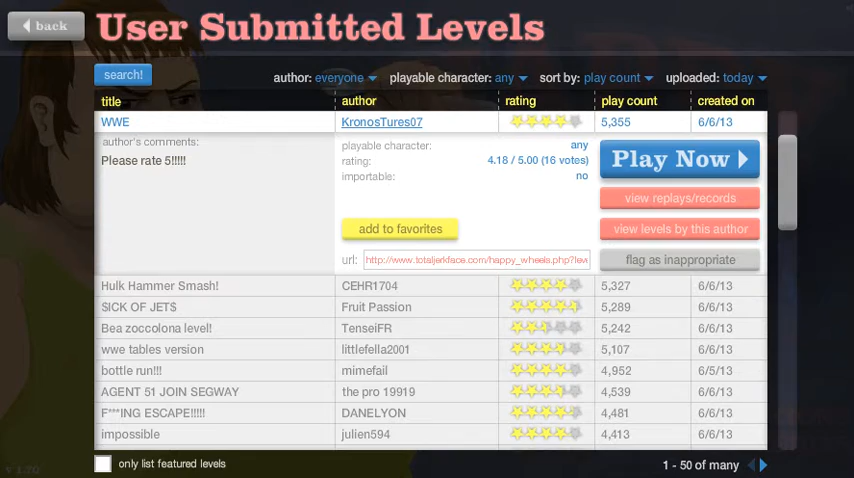 back
User Submitted Levels
search!
author: everyone playable character: any sort by: play count uploaded: today
title author rating play count created on
WWE KronosTures07 5,355 6/6/13
author's comments:
Please rate 5!!!!!
playable character: any
rating: 4.18 / 5.00 (16 votes)
importable: no
Play Now
view replays/records
add to favorites
view levels by this author
url: http://www.totaljerkface.com/happy_wheels.php?leve
flag as inappropriate
Hulk Hammer Smash! CEHR1704 5,327 6/6/13
$ICK OF JET$ Fruit Passion 5,289 6/6/13
Bea zoccolona level! TenseiFR 5,242 6/6/13
wwe tables version littlefella2001 5,107 6/6/13
bottle run!!! mimefail 4,952 6/5/13
AGENT 51 JOIN SEGWAY the pro 19919 4,539 6/6/13
F***ING ESCAPE!!!!! DANELYON 4,481 6/6/13
impossible julien594 4,413 6/6/13
only list featured levels
1 - 50 of many
v 1.70